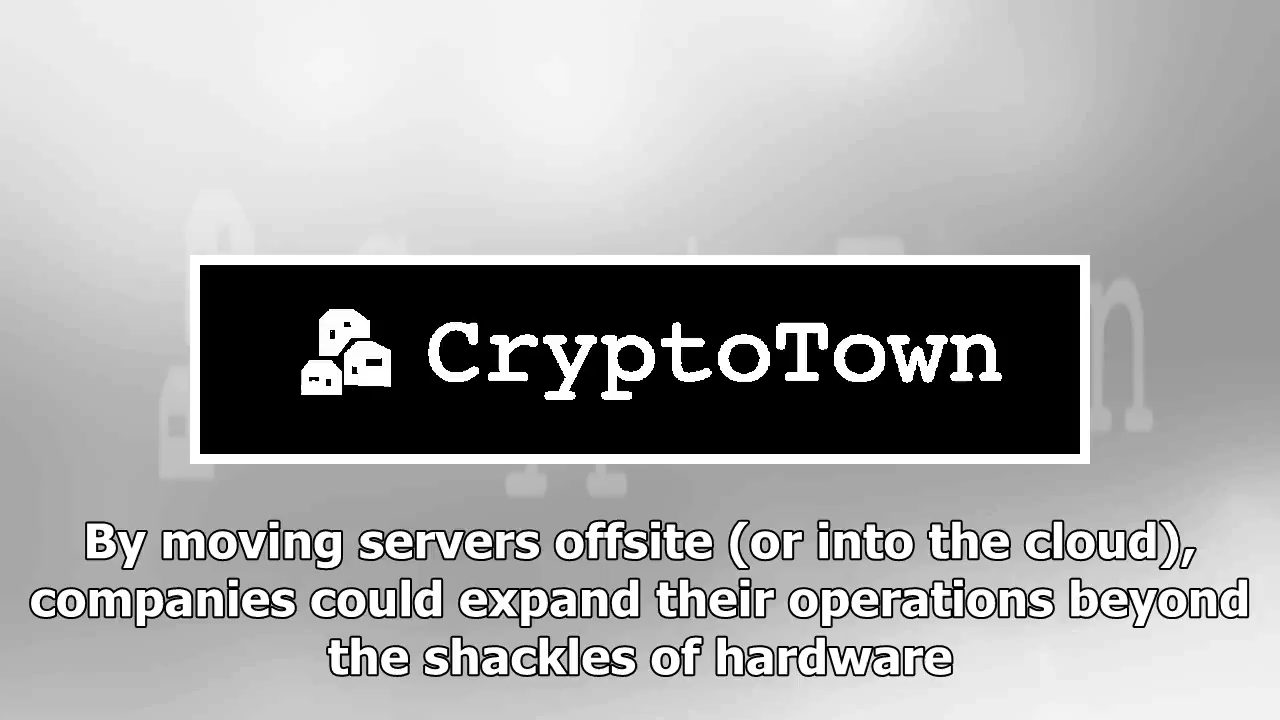 CryptoTown
By moving servers offsite (or into the cloud),
companies could expand their operations beyond
the shackles of hardware